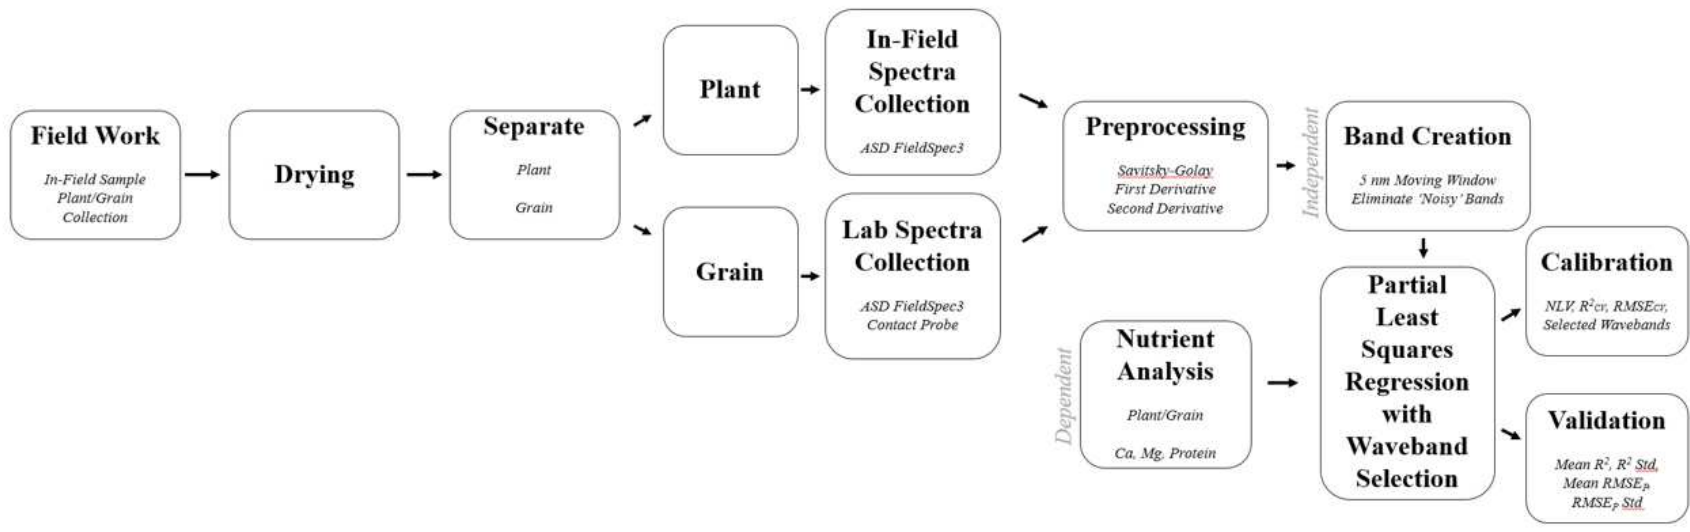 Field Work
In-Field Sample
Plant/Grain
Collection
Drying
Separate
Plant
Grain
Plant
In-Field
Spectra
Collection
ASD FieldSpec3
Grain
Lab Spectra
Collection
ASD FieldSpec3
Contact Probe
Preprocessing
Savitsky-Golay
First Derivative
Second Derivative
Independent
Band Creation
5 nm Moving Window
Eliminate 'Noisy' Bands
Dependent
Nutrient
Analysis
Plant/Grain
Ca, Mg, Protein
Partial
Least
Squares
Regression
with
Waveband
Selection
Calibration
NLV, R²cv, RMSEcv,
Selected Wavebands
Validation
Mean R², R² Std,
Mean RMSEₚ,
RMSEₚ Std